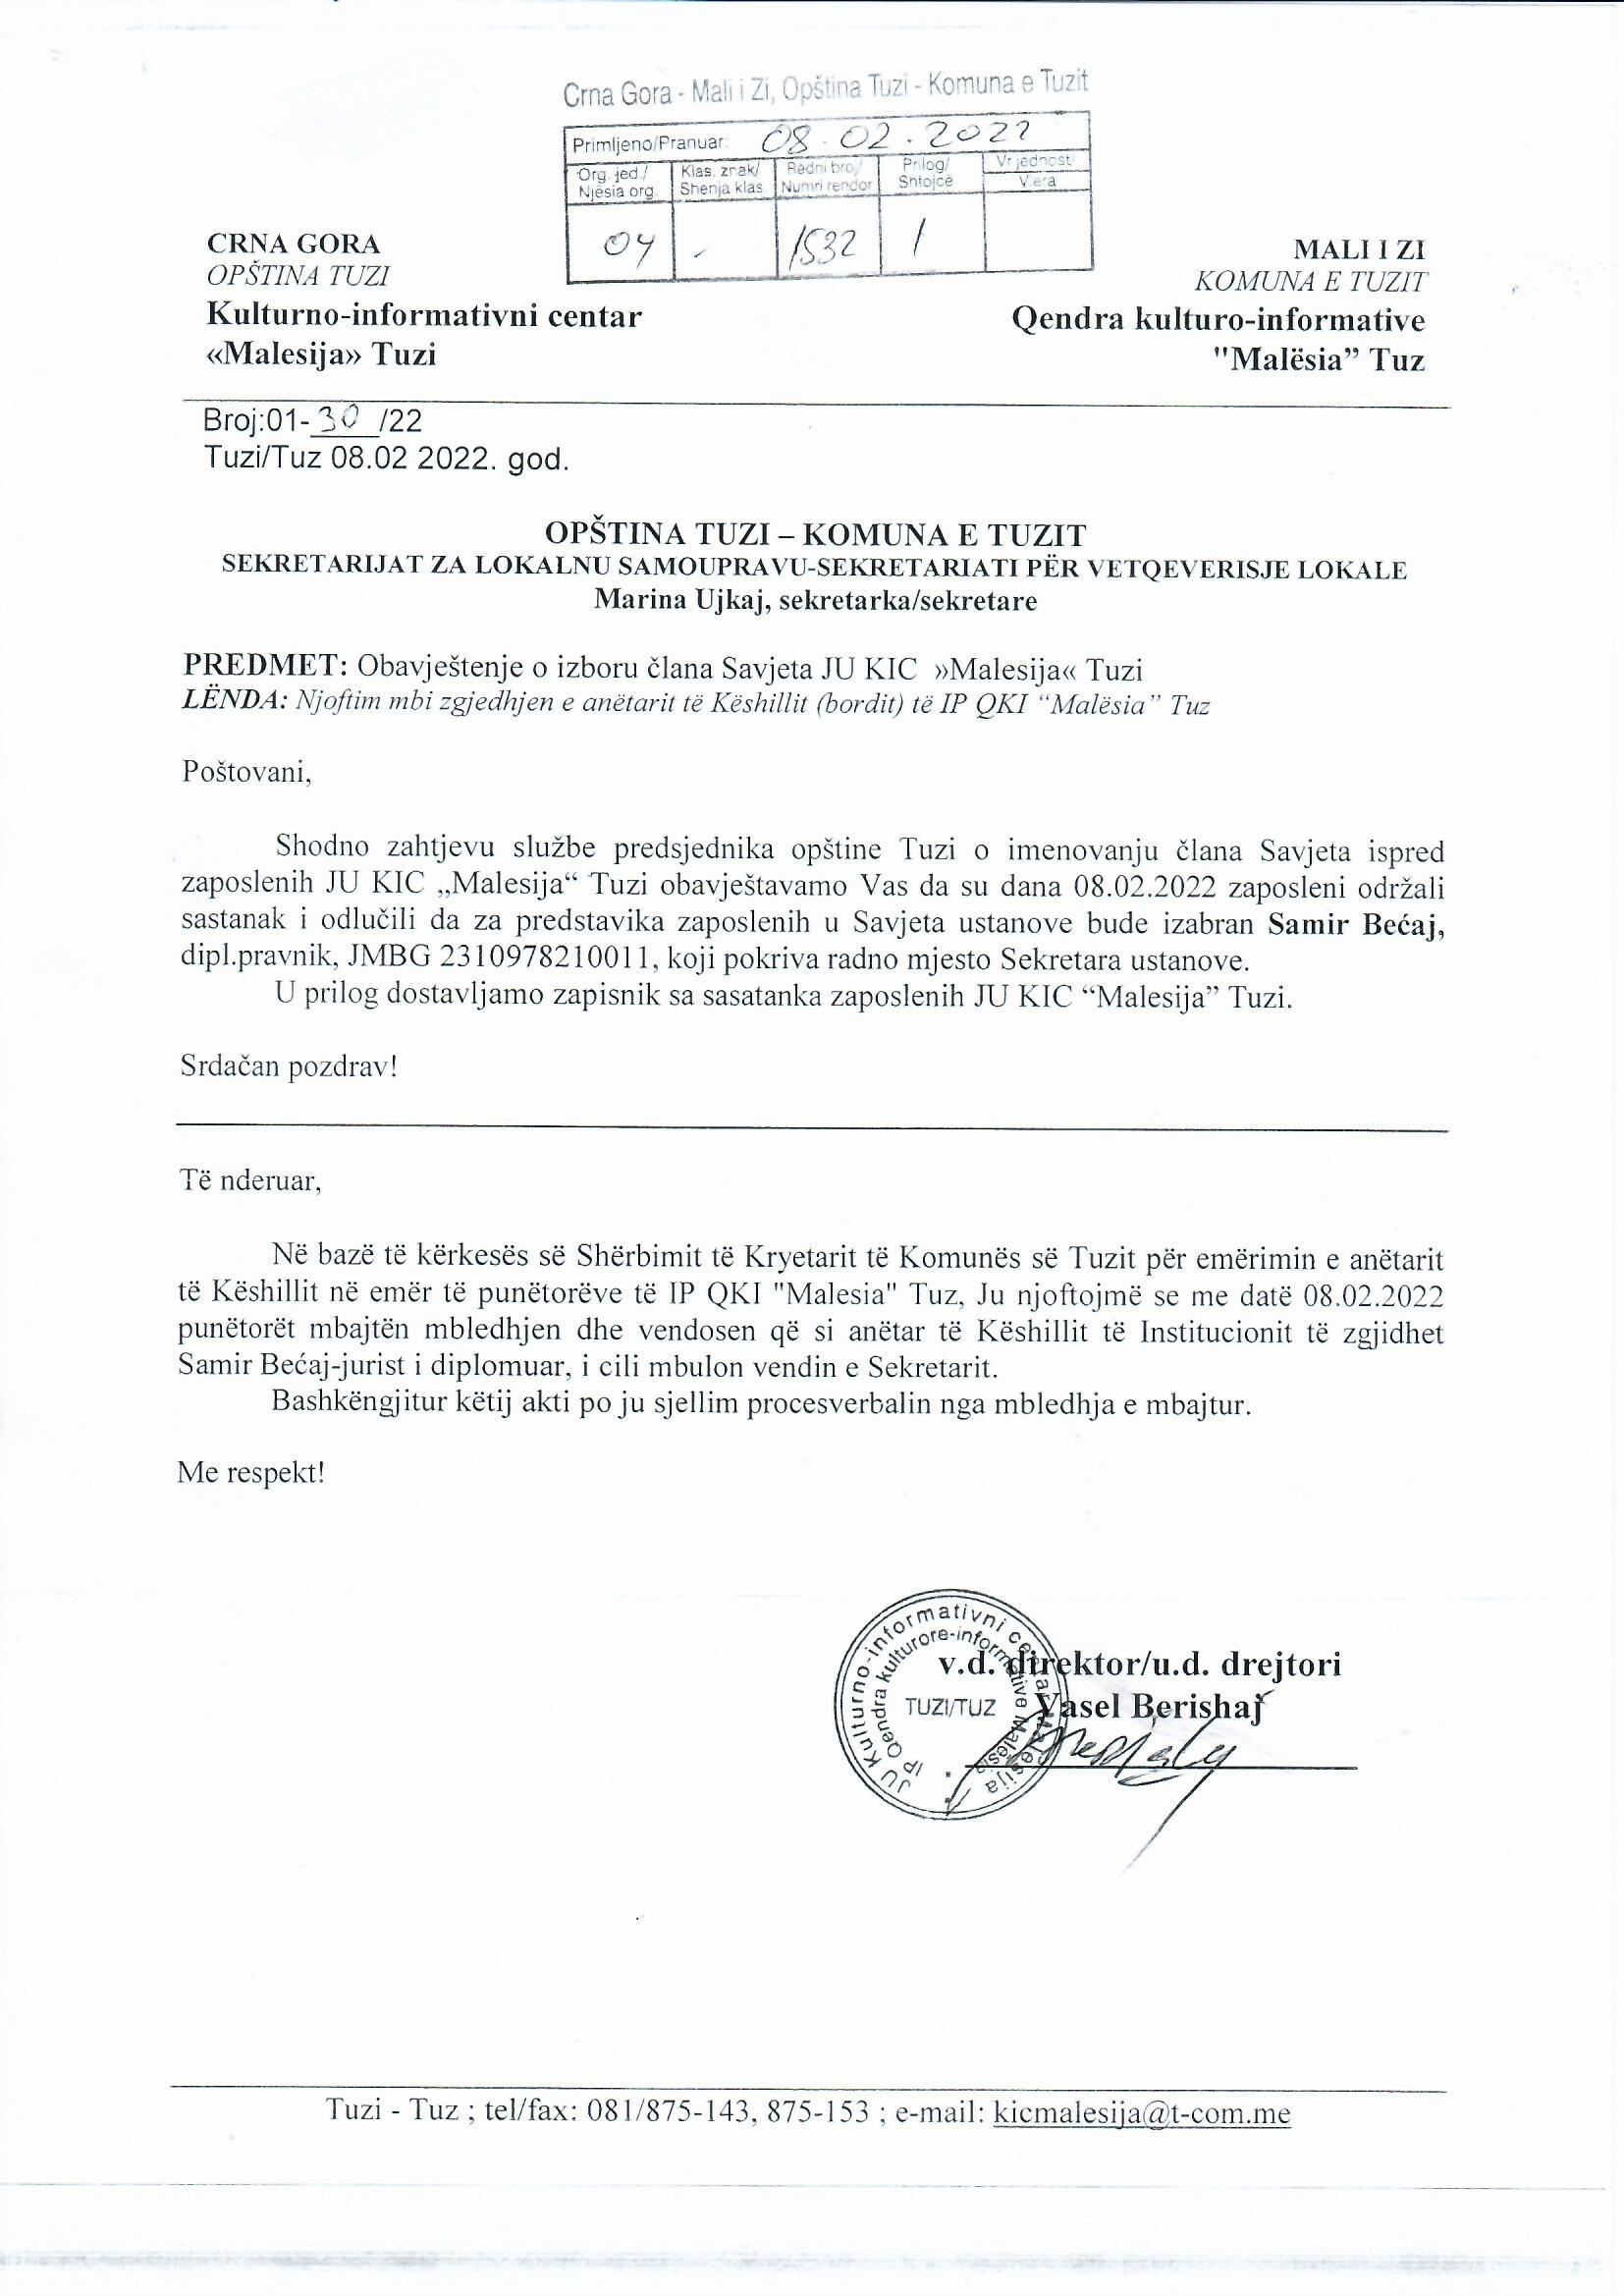 Crna Gora - Mali i Zi, Opština Tuzi - Komuna e Tuzit
Primljeno/Pranuar: 08.02.2022
Org. jed./ Njësia org. Klas. znak/ Shenja klas. Redni broj/ Numri rendor Prilog/ Shtojcë Vrijednost/ Vlera
04 - 1532 1
CRNA GORA
OPŠTINA TUZI
Kulturno-informativni centar
«Malesija» Tuzi
MALI I ZI
KOMUNA E TUZIT
Qendra kulturo-informative
"Malësia” Tuz
Broj:01-30 /22
Tuzi/Tuz 08.02 2022. god.
OPŠTINA TUZI – KOMUNA E TUZIT
SEKRETARIJAT ZA LOKALNU SAMOUPRAVU-SEKRETARIATI PËR VETQEVERISJE LOKALE
Marina Ujkaj, sekretarka/sekretare
PREDMET: Obavještenje o izboru člana Savjeta JU KIC »Malesija« Tuzi
LËNDA: Njoftim mbi zgjedhjen e anëtarit të Këshillit (bordit) të IP QKI “Malësia” Tuz
Poštovani,
Shodno zahtjevu službe predsjednika opštine Tuzi o imenovanju člana Savjeta ispred
zaposlenih JU KIC „Malesija“ Tuzi obavještavamo Vas da su dana 08.02.2022 zaposleni održali
sastanak i odlučili da za predstavika zaposlenih u Savjeta ustanove bude izabran Samir Bećaj,
dipl.pravnik, JMBG 2310978210011, koji pokriva radno mjesto Sekretara ustanove.
U prilog dostavljamo zapisnik sa sasatanka zaposlenih JU KIC “Malesija” Tuzi.
Srdačan pozdrav!
Të nderuar,
Në bazë të kërkesës së Shërbimit të Kryetarit të Komunës së Tuzit për emërimin e anëtarit
të Këshillit në emër të punëtorëve të IP QKI "Malesia" Tuz, Ju njoftojmë se me datë 08.02.2022
punëtorët mbajtën mbledhjen dhe vendosen që si anëtar të Këshillit të Institucionit të zgjidhet
Samir Bećaj-jurist i diplomuar, i cili mbulon vendin e Sekretarit.
Bashkëngjitur këtij akti po ju sjellim procesverbalin nga mbledhja e mbajtur.
Me respekt!
v.d. direktor/u.d. drejtori
Vasel Berishaj
JU Kulturno-informativni centar Malesija
IP Qendra kulturore-informative Malësia
TUZI/TUZ
Tuzi - Tuz ; tel/fax: 081/875-143, 875-153 ; e-mail: kicmalesija@t-com.me